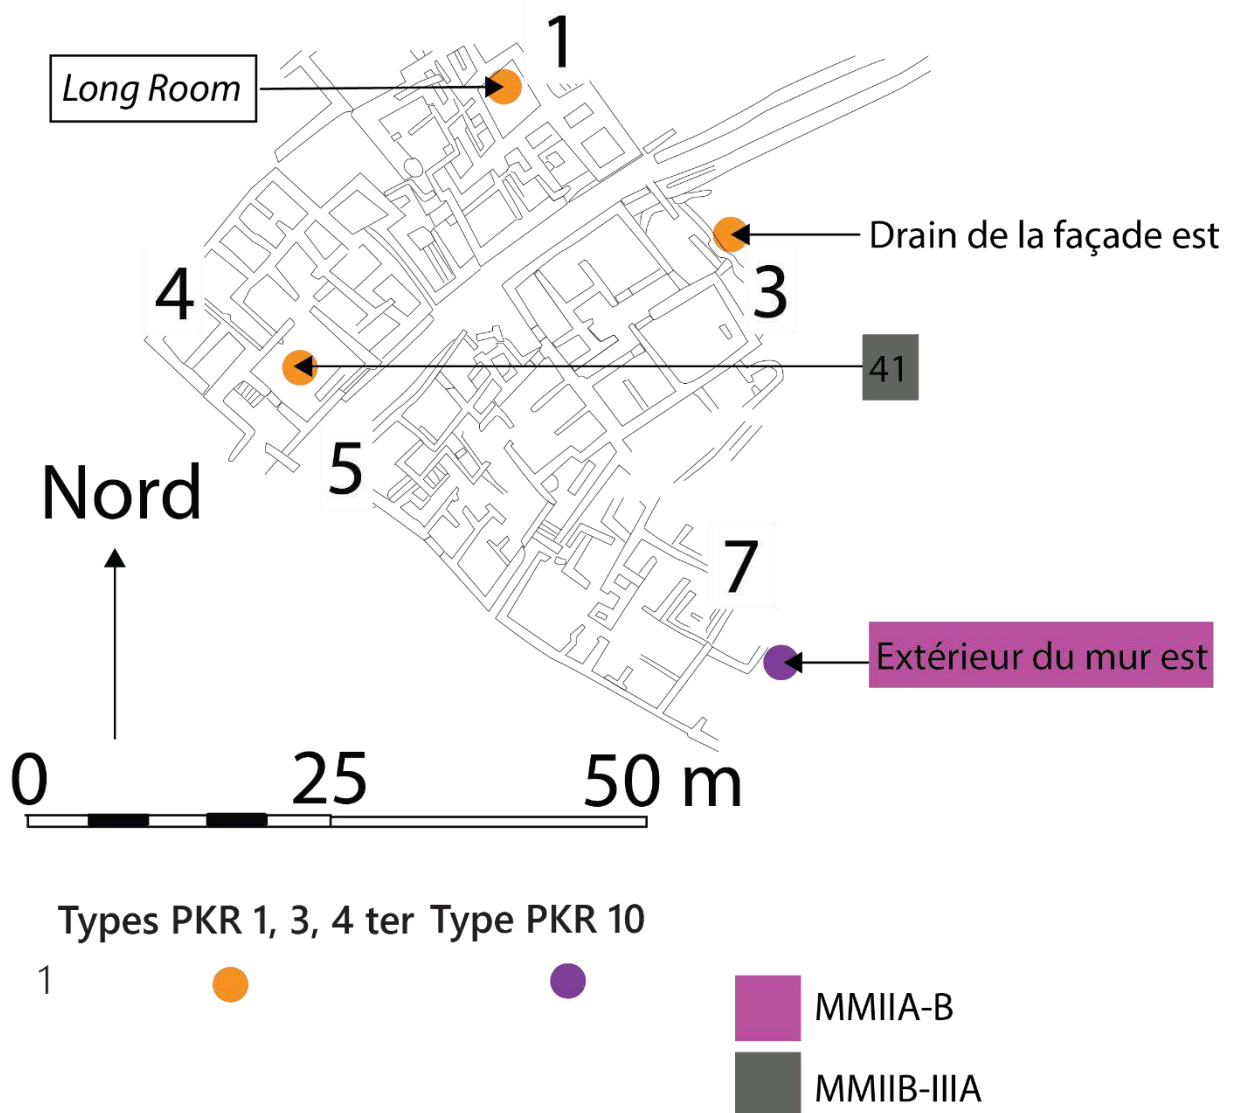 1
Long Room
Drain de la façade est
3
4
41
5
Nord
7
Extérieur du mur est
0 25 50 m
Types PKR 1, 3, 4 ter Type PKR 10
1
MMIIA-B
MMIIB-IIIA